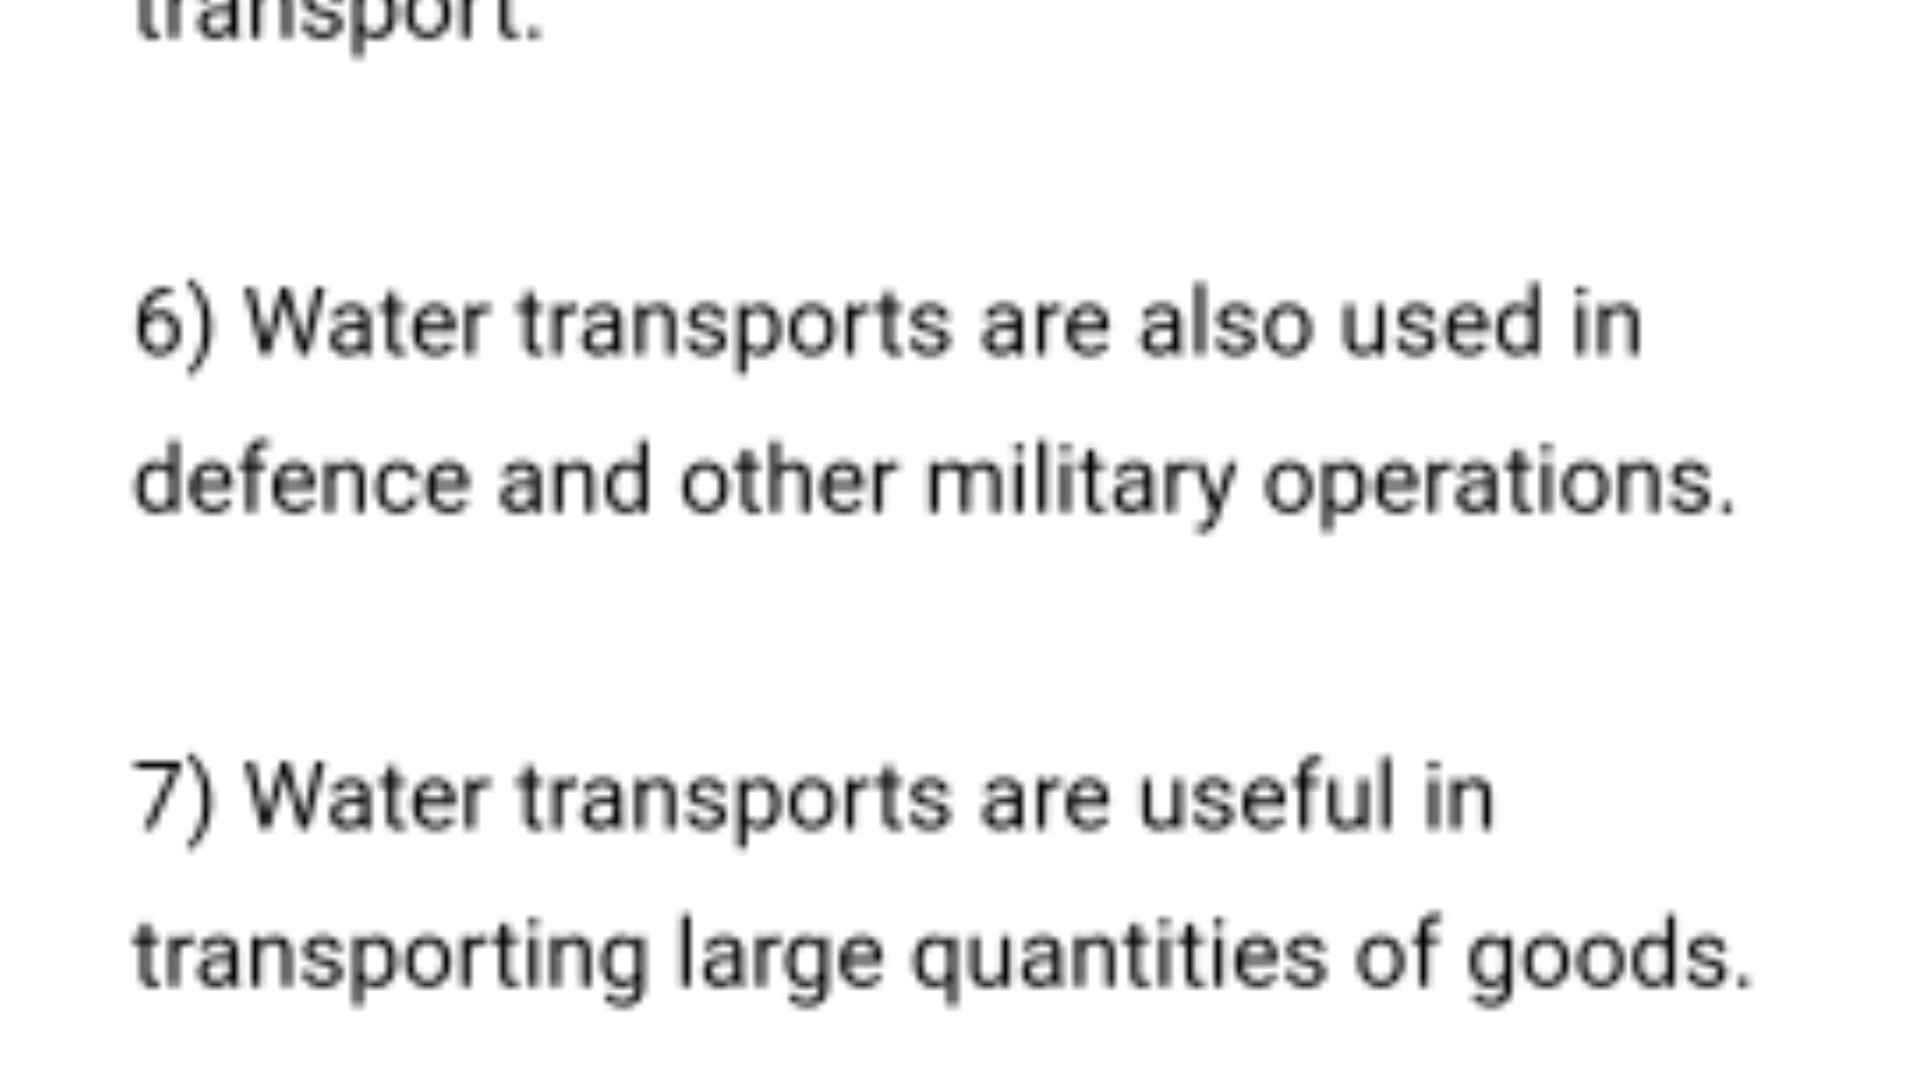 transport.
6) Water transports are also used in
defence and other military operations.
7) Water transports are useful in
transporting large quantities of goods.